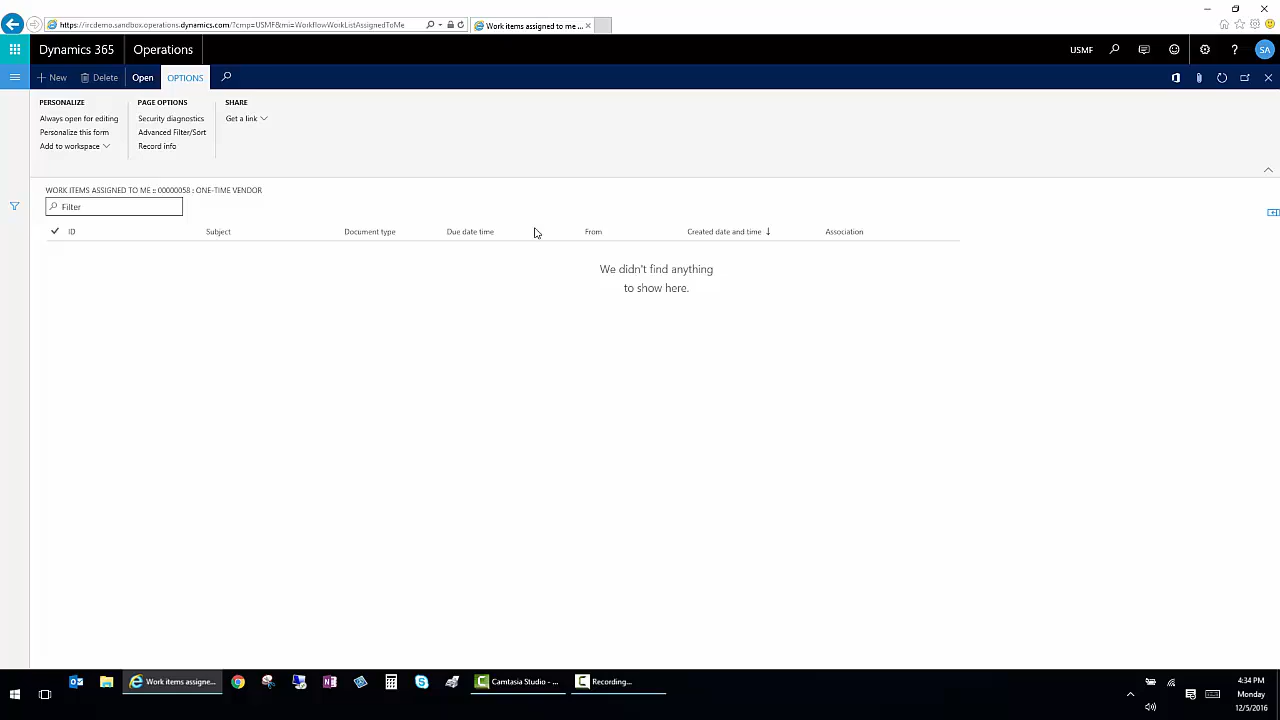 https://ircdemo.sandbox.operations.dynamics.com/?cmp=USMF&mi=WorkflowWorkListAssignedToMe
Work items assigned to me ...
Dynamics 365 Operations USMF ? SA
New Delete Open OPTIONS
PERSONALIZE PAGE OPTIONS SHARE
Always open for editing Security diagnostics Get a link
Personalize this form Advanced Filter/Sort
Add to workspace Record info
WORK ITEMS ASSIGNED TO ME :: 00000058 : ONE-TIME VENDOR
Filter
ID Subject Document type Due date time From Created date and time Association
We didn't find anything
to show here.
Work items assigne... Camtasia Studio - ... Recording...
4:34 PM
Monday
12/5/2016